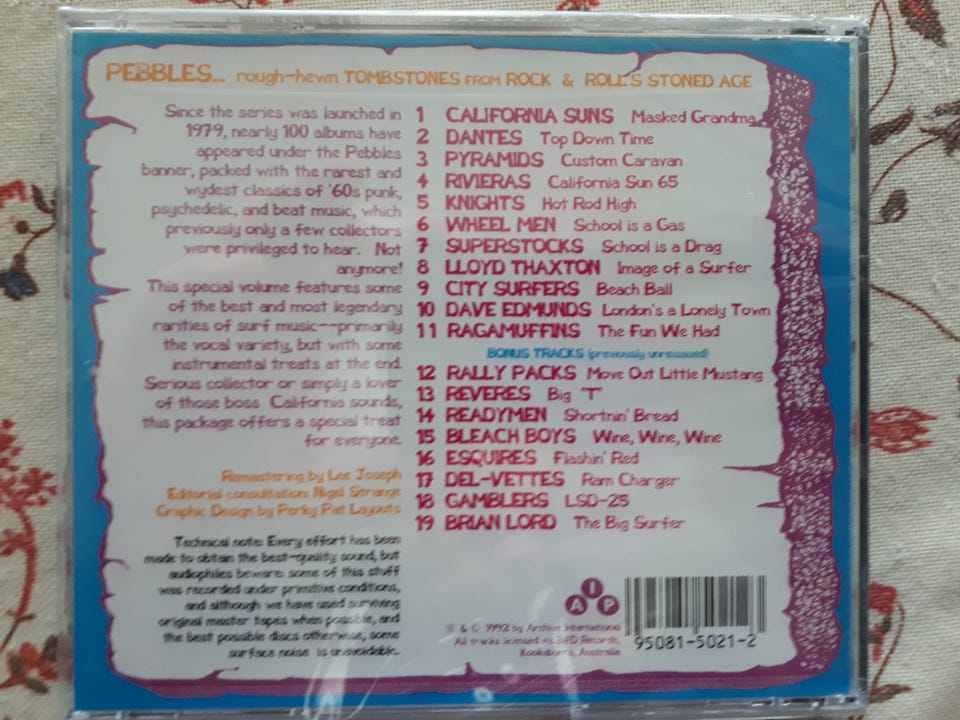 PEBBLES... rough-hewn TOMBSTONES FROM ROCK & ROLL'S STONED AGE
Since the series was launched in
1979, nearly 100 albums have
appeared under the Pebbles
banner, packed with the rarest and
wydest classics of '60s punk,
psychedelic, and beat music, which
previously only a few collectors
were privileged to hear. Not
anymore!
This special volume features some
of the best and most legendary
rarities of surf music--primarily
the vocal variety, but with some
instrumental treats at the end.
Serious collector or simply a lover
of those boss California sounds,
this package offers a special treat
for everyone.
Remastering by Lee Joseph
Editorial consultation: Nigel Strange
Graphic Design by Perky Pat Layouts
Technical note: Every effort has been
made to obtain the best-quality sound, but
audiophiles beware: some of this stuff
was recorded under primitive conditions,
and although we have used surviving
original master tapes when possible, and
the best possible discs otherwise, some
surface noise is unavoidable.
1 CALIFORNIA SUNS Masked Grandma
2 DANTES Top Down Time
3 PYRAMIDS Custom Caravan
4 RIVIERAS California Sun 65
5 KNIGHTS Hot Rod High
6 WHEEL MEN School is a Gas
7 SUPERSTOCKS School is a Drag
8 LLOYD THAXTON Image of a Surfer
9 CITY SURFERS Beach Ball
10 DAVE EDMUNDS London's a Lonely Town
11 RAGAMUFFINS The Fun We Had
BONUS TRACKS (previously unreissued)
12 RALLY PACKS Move Out Little Mustang
13 REVERES Big "T"
14 READYMEN Shortnin' Bread
15 BLEACH BOYS Wine, Wine, Wine
16 ESQUIRES Flashin' Red
17 DEL-VETTES Ram Charger
18 GAMBLERS LSD-25
19 BRIAN LORD The Big Surfer
AIP
℗ & © 1992 by Archive International
All tracks licensed via BFD Records,
Kookaburra, Australia
95081-5021-2